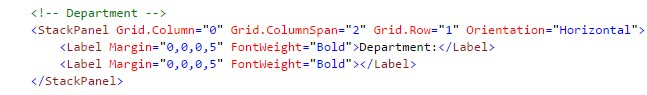 <!-- Department -->
<StackPanel Grid.Column="0" Grid.ColumnSpan="2" Grid.Row="1" Orientation="Horizontal">
    <Label Margin="0,0,0,5" FontWeight="Bold">Department:</Label>
    <Label Margin="0,0,0,5" FontWeight="Bold"></Label>
</StackPanel>